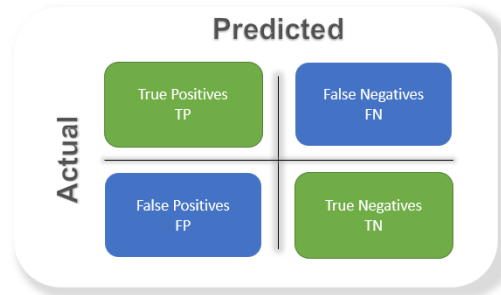 Predicted
Actual
True Positives
TP
False Negatives
FN
False Positives
FP
True Negatives
TN